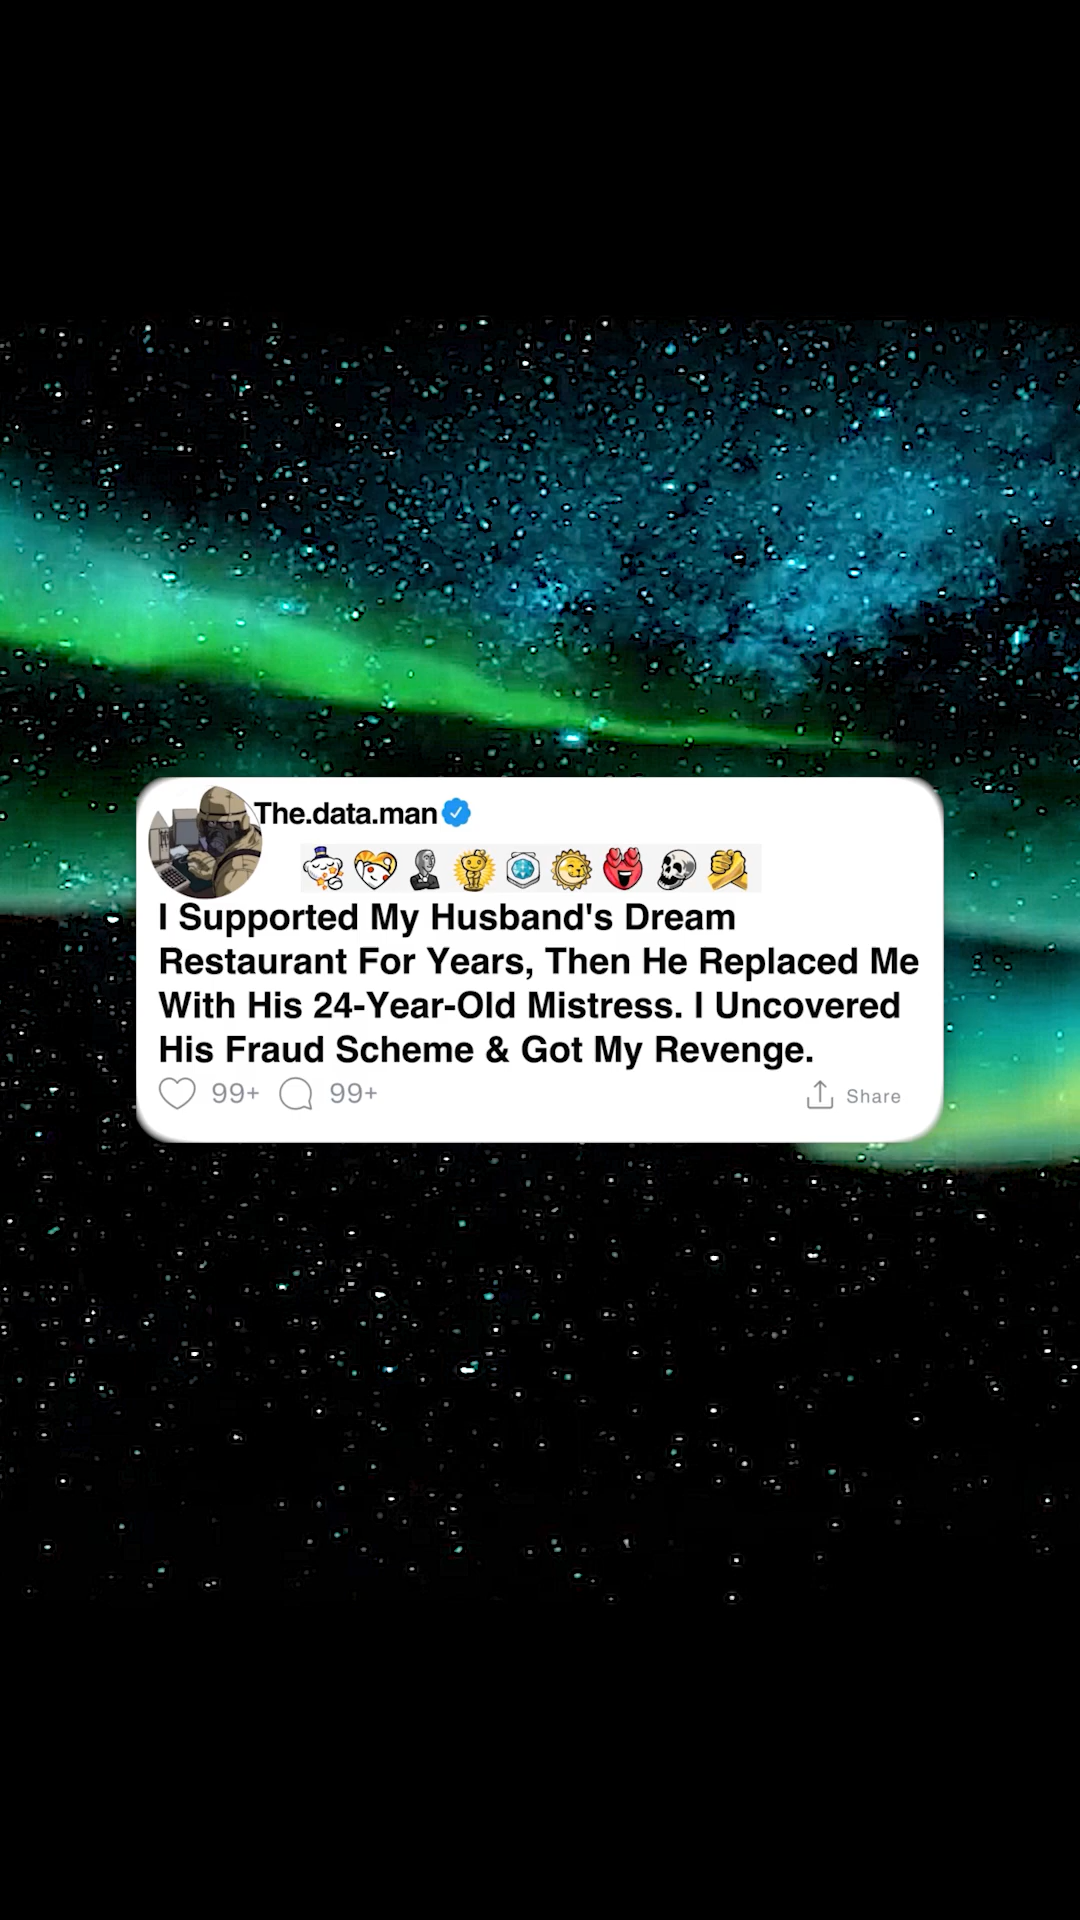 The.data.man
I Supported My Husband's Dream
Restaurant For Years, Then He Replaced Me
With His 24-Year-Old Mistress. I Uncovered
His Fraud Scheme & Got My Revenge.
99+ 99+ Share